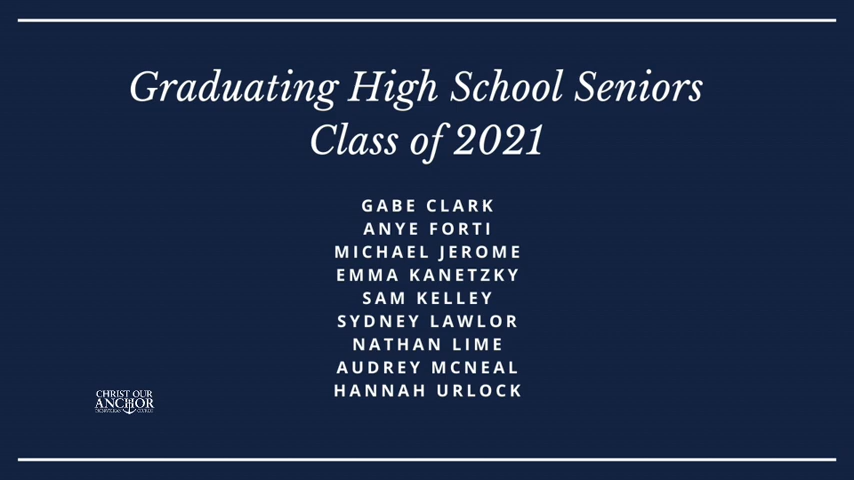 Graduating High School Seniors
Class of 2021
GABE CLARK
ANYE FORTI
MICHAEL JEROME
EMMA KANETZKY
SAM KELLEY
SYDNEY LAWLOR
NATHAN LIME
AUDREY MCNEAL
HANNAH URLOCK
CHRIST OUR
ANCHOR